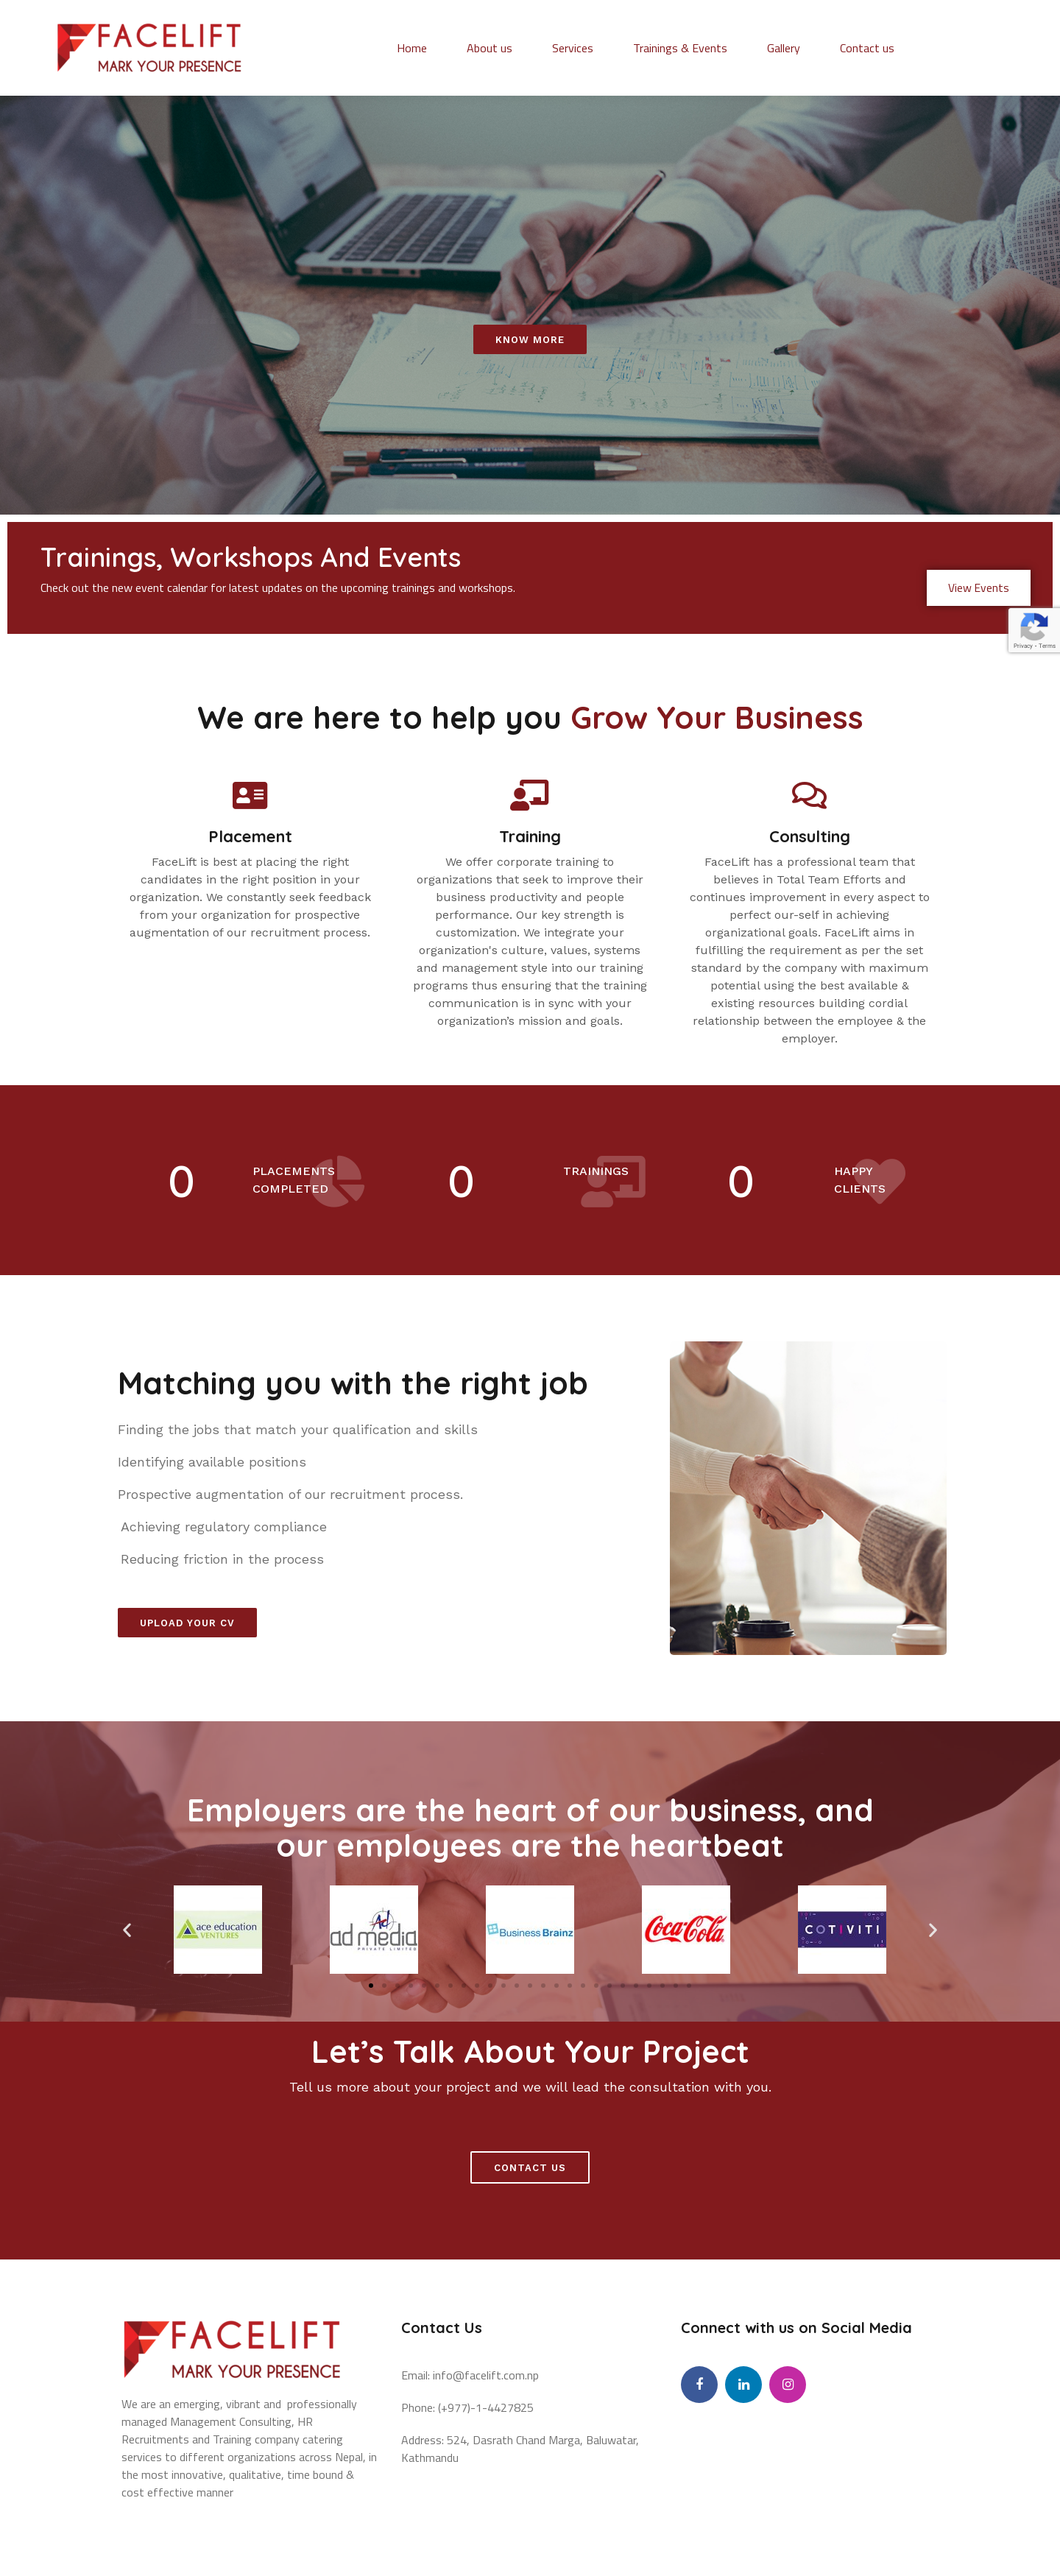 FACELIFT
MARK YOUR PRESENCE
Home
About us
Services
Trainings & Events
Gallery
Contact us
KNOW MORE
Trainings, Workshops And Events
Check out the new event calendar for latest updates on the upcoming trainings and workshops.
View Events
Privacy - Terms
We are here to help you Grow Your Business
Placement
FaceLift is best at placing the right
candidates in the right position in your
organization. We constantly seek feedback
from your organization for prospective
augmentation of our recruitment process.
Training
We offer corporate training to
organizations that seek to improve their
business productivity and people
performance. Our key strength is
customization. We integrate your
organization's culture, values, systems
and management style into our training
programs thus ensuring that the training
communication is in sync with your
organization’s mission and goals.
Consulting
FaceLift has a professional team that
believes in Total Team Efforts and
continues improvement in every aspect to
perfect our-self in achieving
organizational goals. FaceLift aims in
fulfilling the requirement as per the set
standard by the company with maximum
potential using the best available &
existing resources building cordial
relationship between the employee & the
employer.
0
PLACEMENTS
COMPLETED
0
TRAININGS
0
HAPPY
CLIENTS
Matching you with the right job
Finding the jobs that match your qualification and skills
Identifying available positions
Prospective augmentation of our recruitment process.
Achieving regulatory compliance
Reducing friction in the process
UPLOAD YOUR CV
Employers are the heart of our business, and
our employees are the heartbeat
ace education
VENTURES
Ad
ad media
PRIVATE LIMITED
Business Brainz
Coca-Cola
COTIVITI
Let’s Talk About Your Project
Tell us more about your project and we will lead the consultation with you.
CONTACT US
FACELIFT
MARK YOUR PRESENCE
We are an emerging, vibrant and professionally
managed Management Consulting, HR
Recruitments and Training company catering
services to different organizations across Nepal, in
the most innovative, qualitative, time bound &
cost effective manner
Contact Us
Email: info@facelift.com.np
Phone: (+977)-1-4427825
Address: 524, Dasrath Chand Marga, Baluwatar,
Kathmandu
Connect with us on Social Media